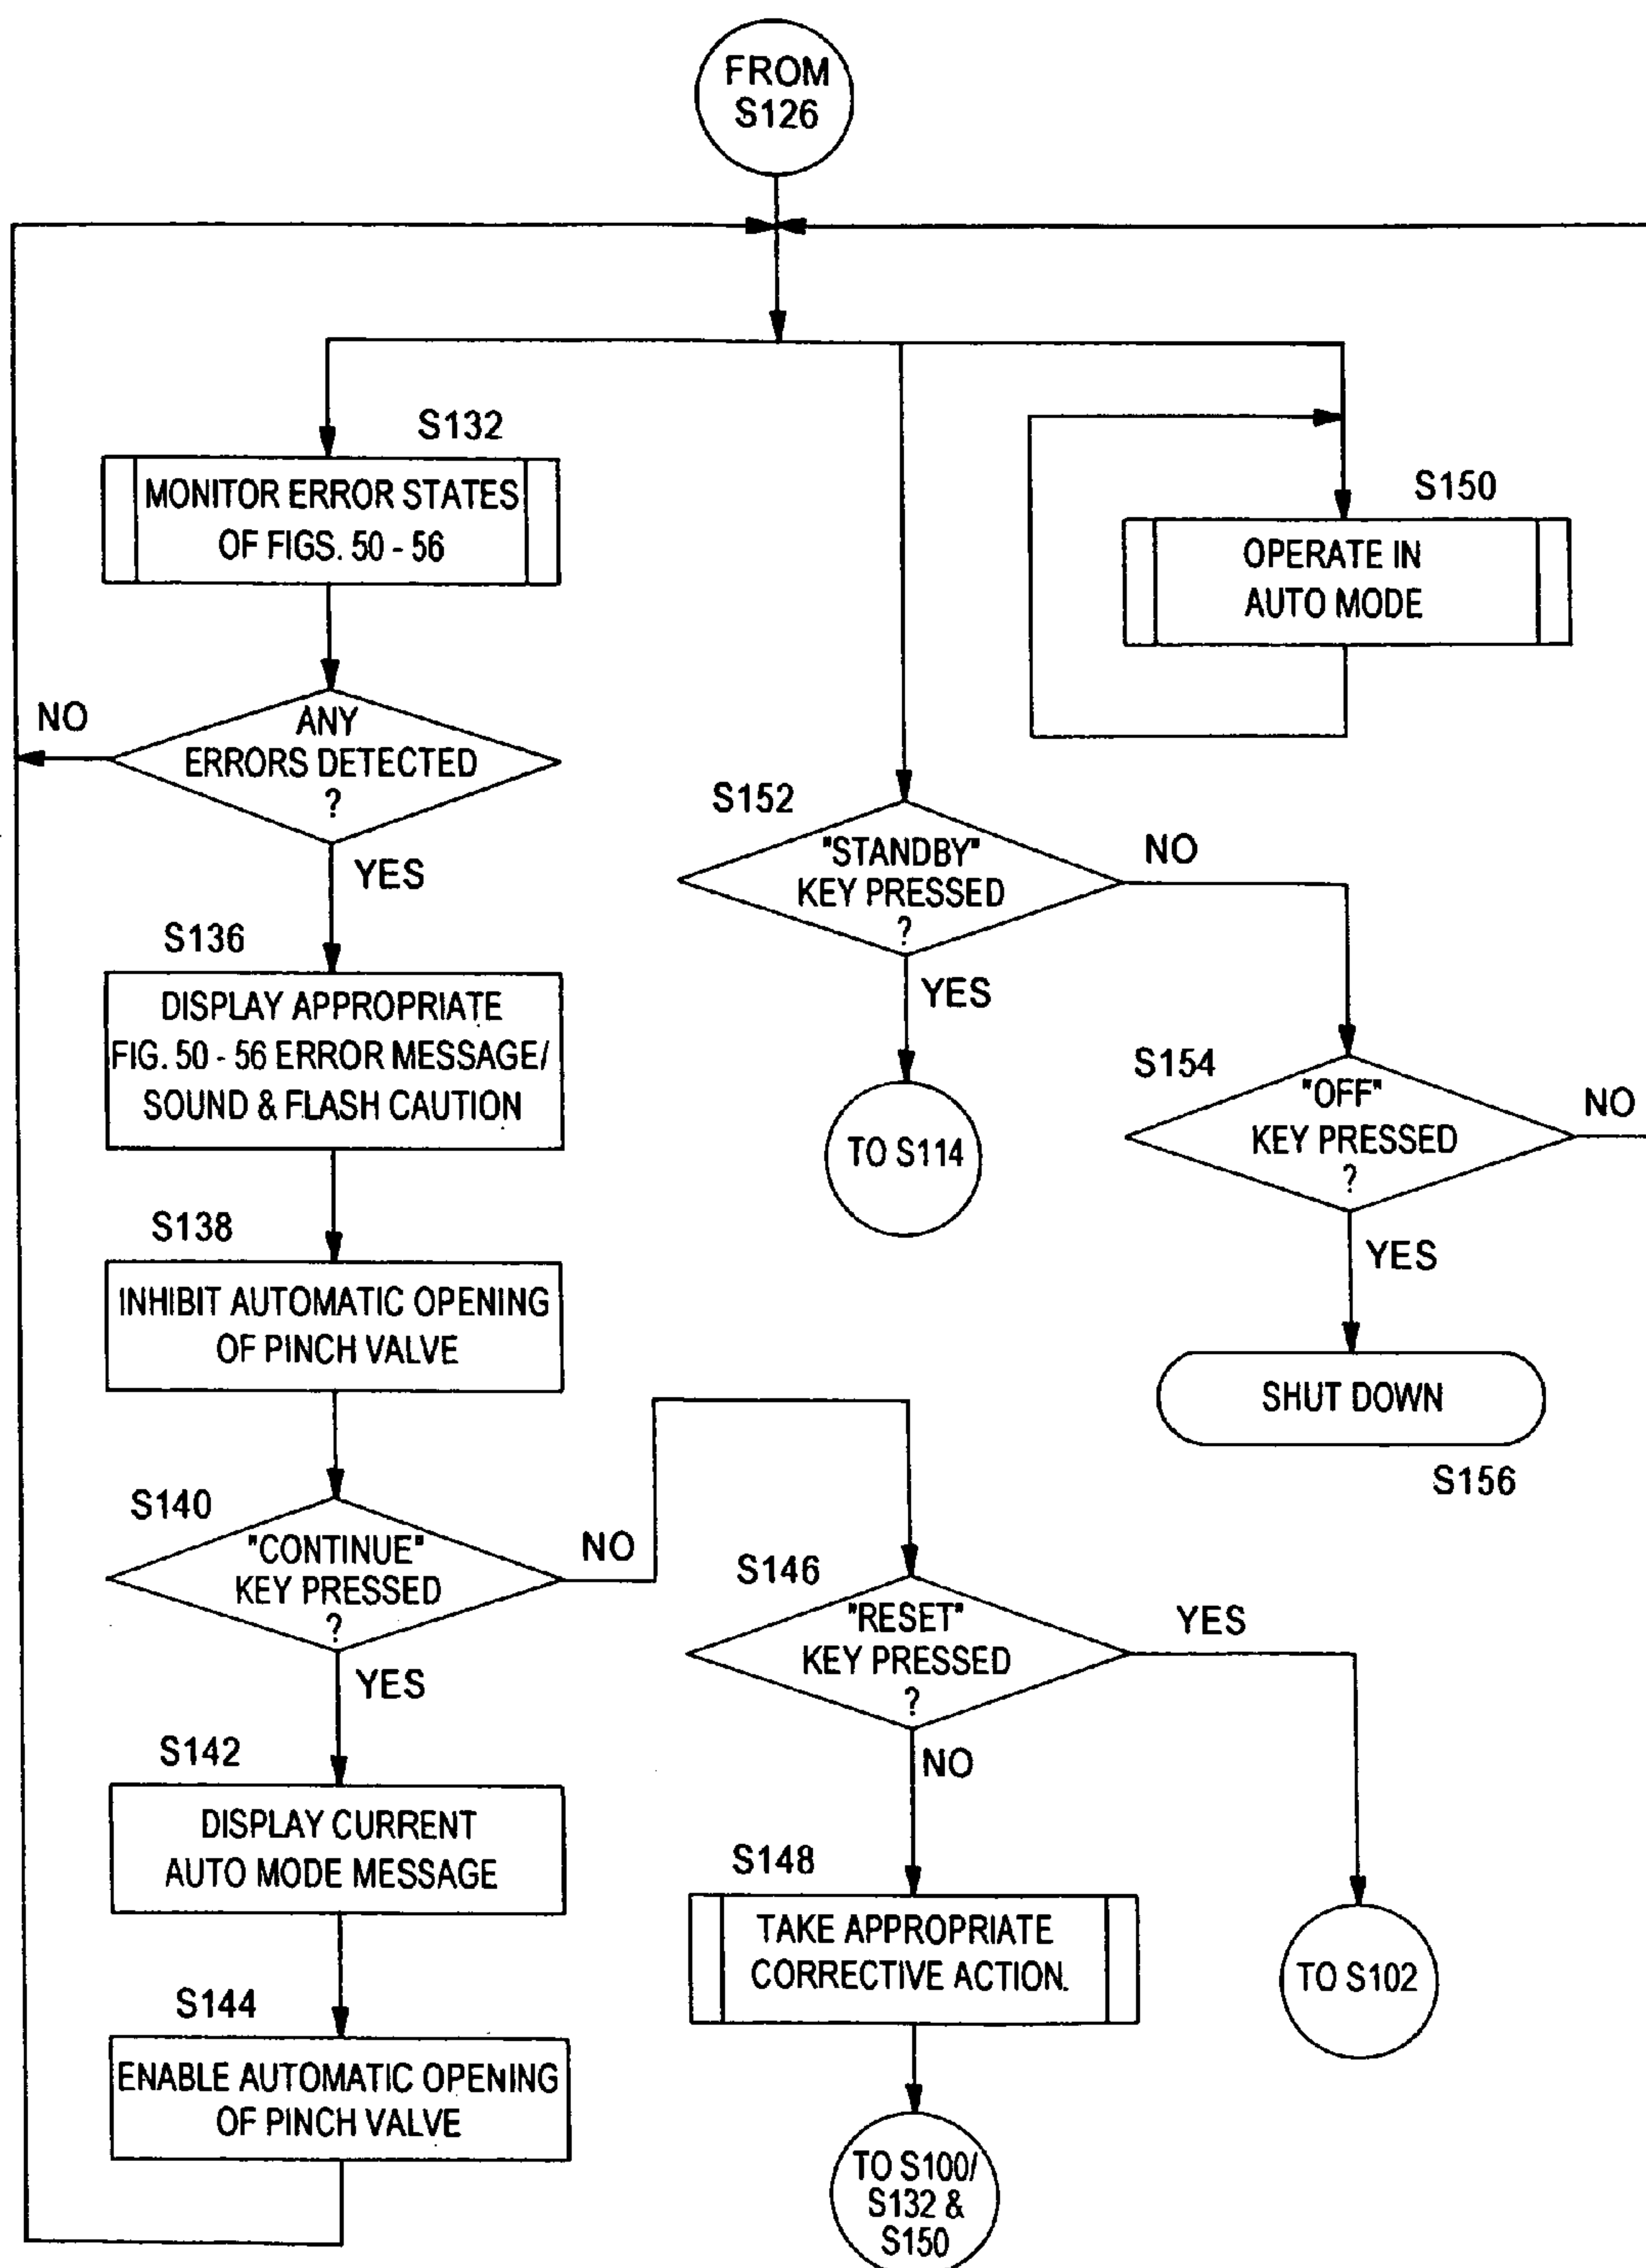 FROM
S126
S132
MONITOR ERROR STATES
OF FIGS. 50 - 56
S150
OPERATE IN
AUTO MODE
NO
ANY
ERRORS DETECTED
?
YES
S152
"STANDBY"
KEY PRESSED
?
NO
YES
TO S114
S136
DISPLAY APPROPRIATE
FIG. 50 - 56 ERROR MESSAGE/
SOUND & FLASH CAUTION
S154
"OFF"
KEY PRESSED
?
NO
YES
SHUT DOWN
S156
S138
INHIBIT AUTOMATIC OPENING
OF PINCH VALVE
S140
"CONTINUE"
KEY PRESSED
?
NO
YES
S146
"RESET"
KEY PRESSED
?
YES
NO
S142
DISPLAY CURRENT
AUTO MODE MESSAGE
S148
TAKE APPROPRIATE
CORRECTIVE ACTION.
TO S102
S144
ENABLE AUTOMATIC OPENING
OF PINCH VALVE
TO S100/
S132 &
S150